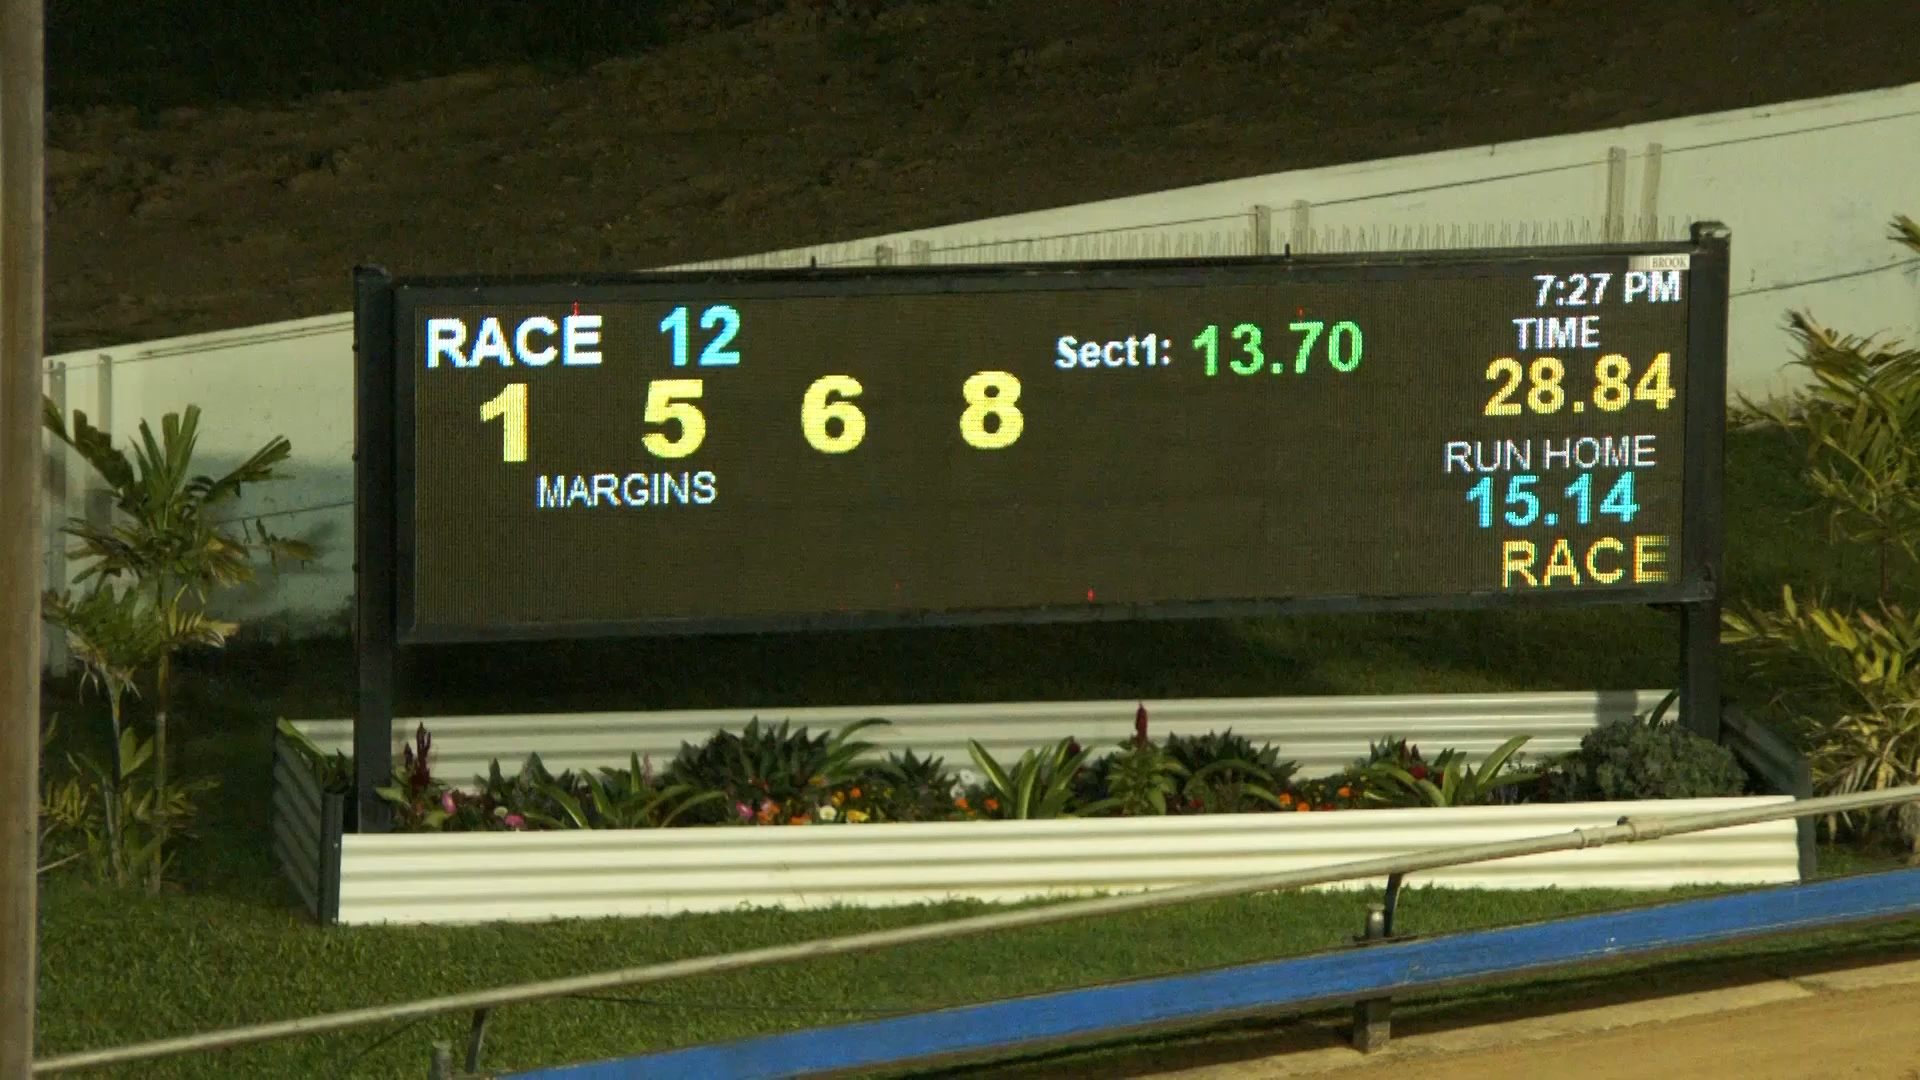 BROOK
7:27 PM
RACE 12
Sect1: 13.70
TIME
28.84
1 5 6 8
RUN HOME
15.14
MARGINS
RACE